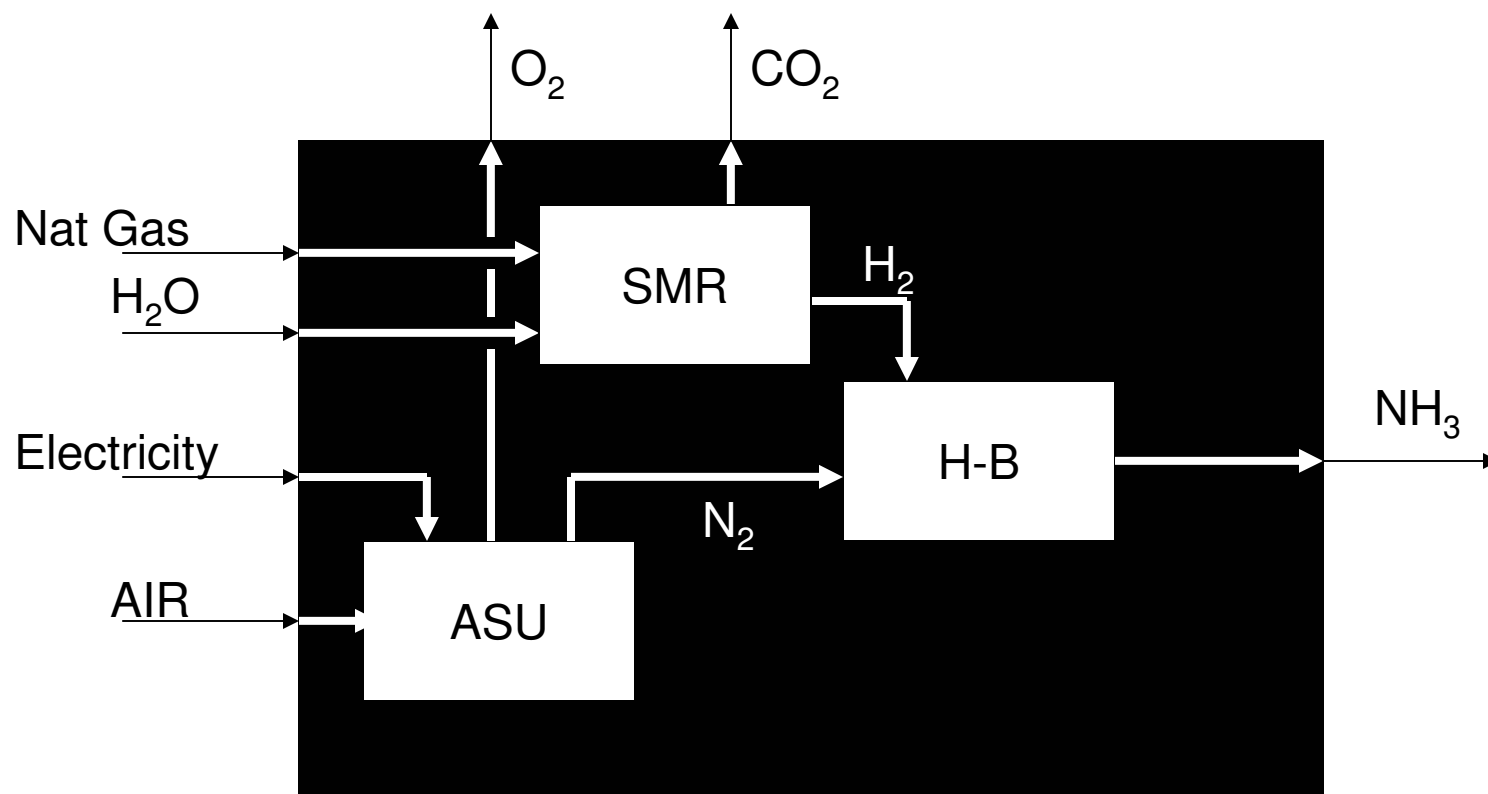 O₂
CO₂
Nat Gas
SMR
H₂
H₂O
NH₃
Electricity
H-B
N₂
AIR
ASU